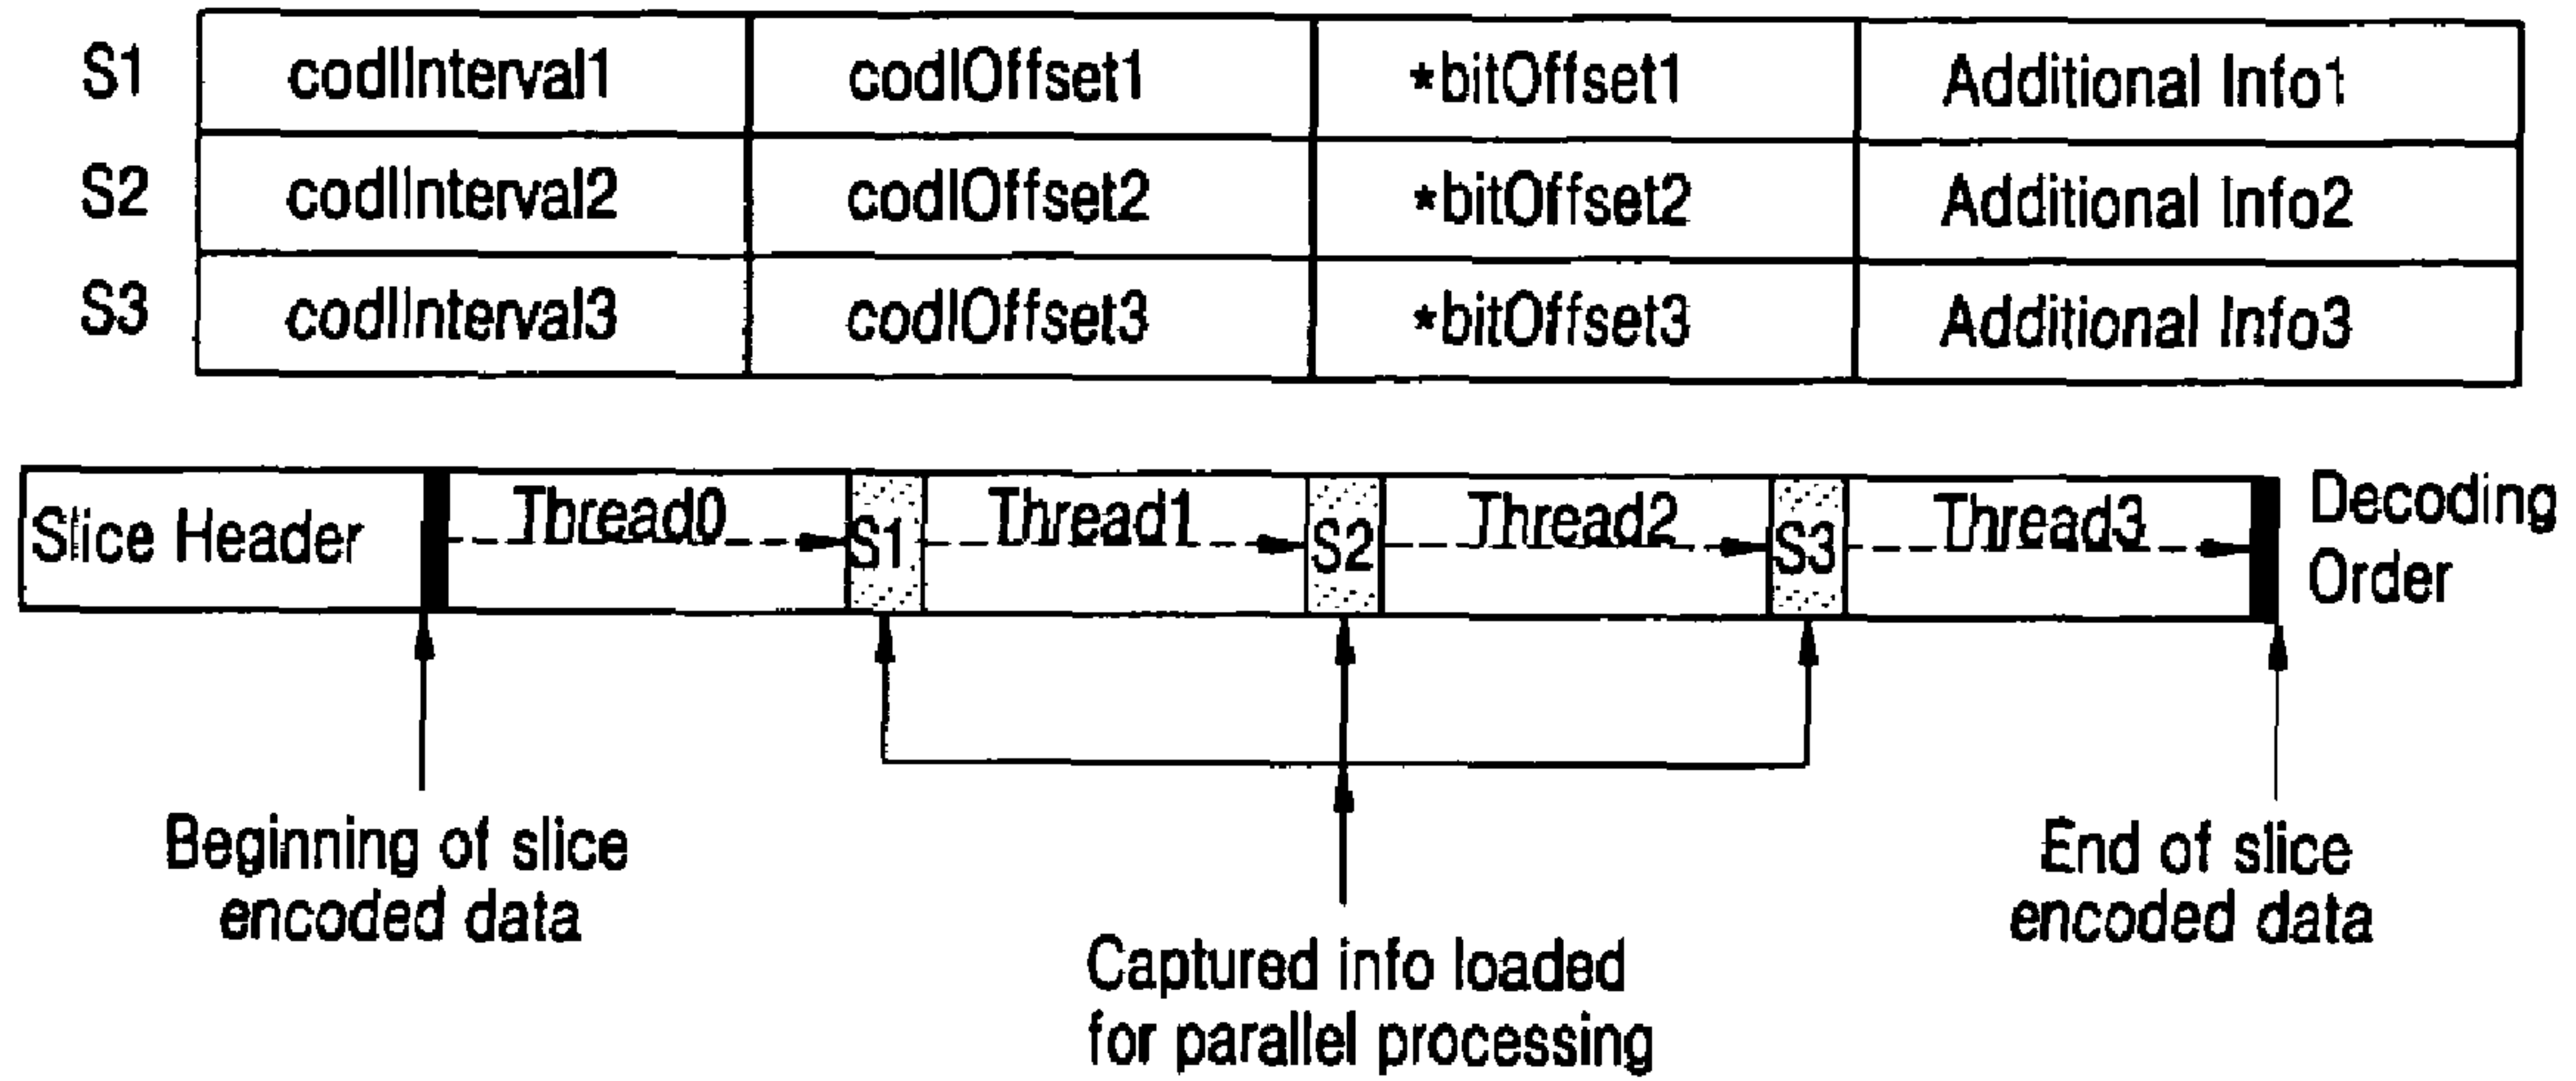 S1 codIInterval1 codIOffset1 *bitOffset1 Additional Info1
S2 codIInterval2 codIOffset2 *bitOffset2 Additional Info2
S3 codIInterval3 codIOffset3 *bitOffset3 Additional Info3
Slice Header Thread0 S1 Thread1 S2 Thread2 S3 Thread3 Decoding
Order
Beginning of slice
encoded data
Captured info loaded
for parallel processing
End of slice
encoded data